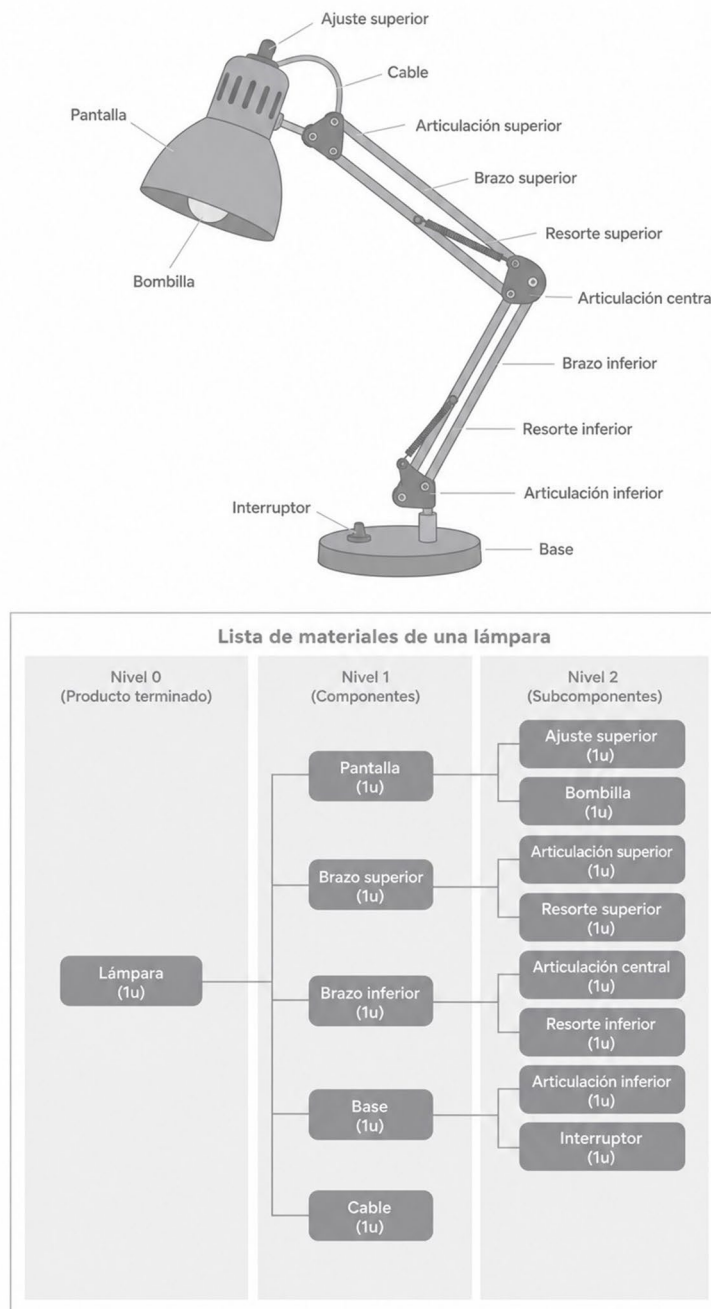 Ajuste superior
Cable
Pantalla
Articulación superior
Brazo superior
Resorte superior
Bombilla
Articulación centra
Brazo inferior
Resorte inferior
Interruptor
Articulación inferior
Base
Lista de materiales de una lámpara
Nivel 0
(Producto terminado)
Nivel 1
(Componentes)
Nivel 2
(Subcomponentes)
Lámpara
(1u)
Pantalla
(1u)
Ajuste superior
(1u)
Bombilla
(1u)
Brazo superior
(1u)
Articulación superior
(1u)
Resorte superior
(1u)
Brazo inferior
(1u)
Articulación central
(1u)
Resorte inferior
(1u)
Base
(1u)
Articulación inferior
(1u)
Interruptor
(1u)
Cable
(1u)